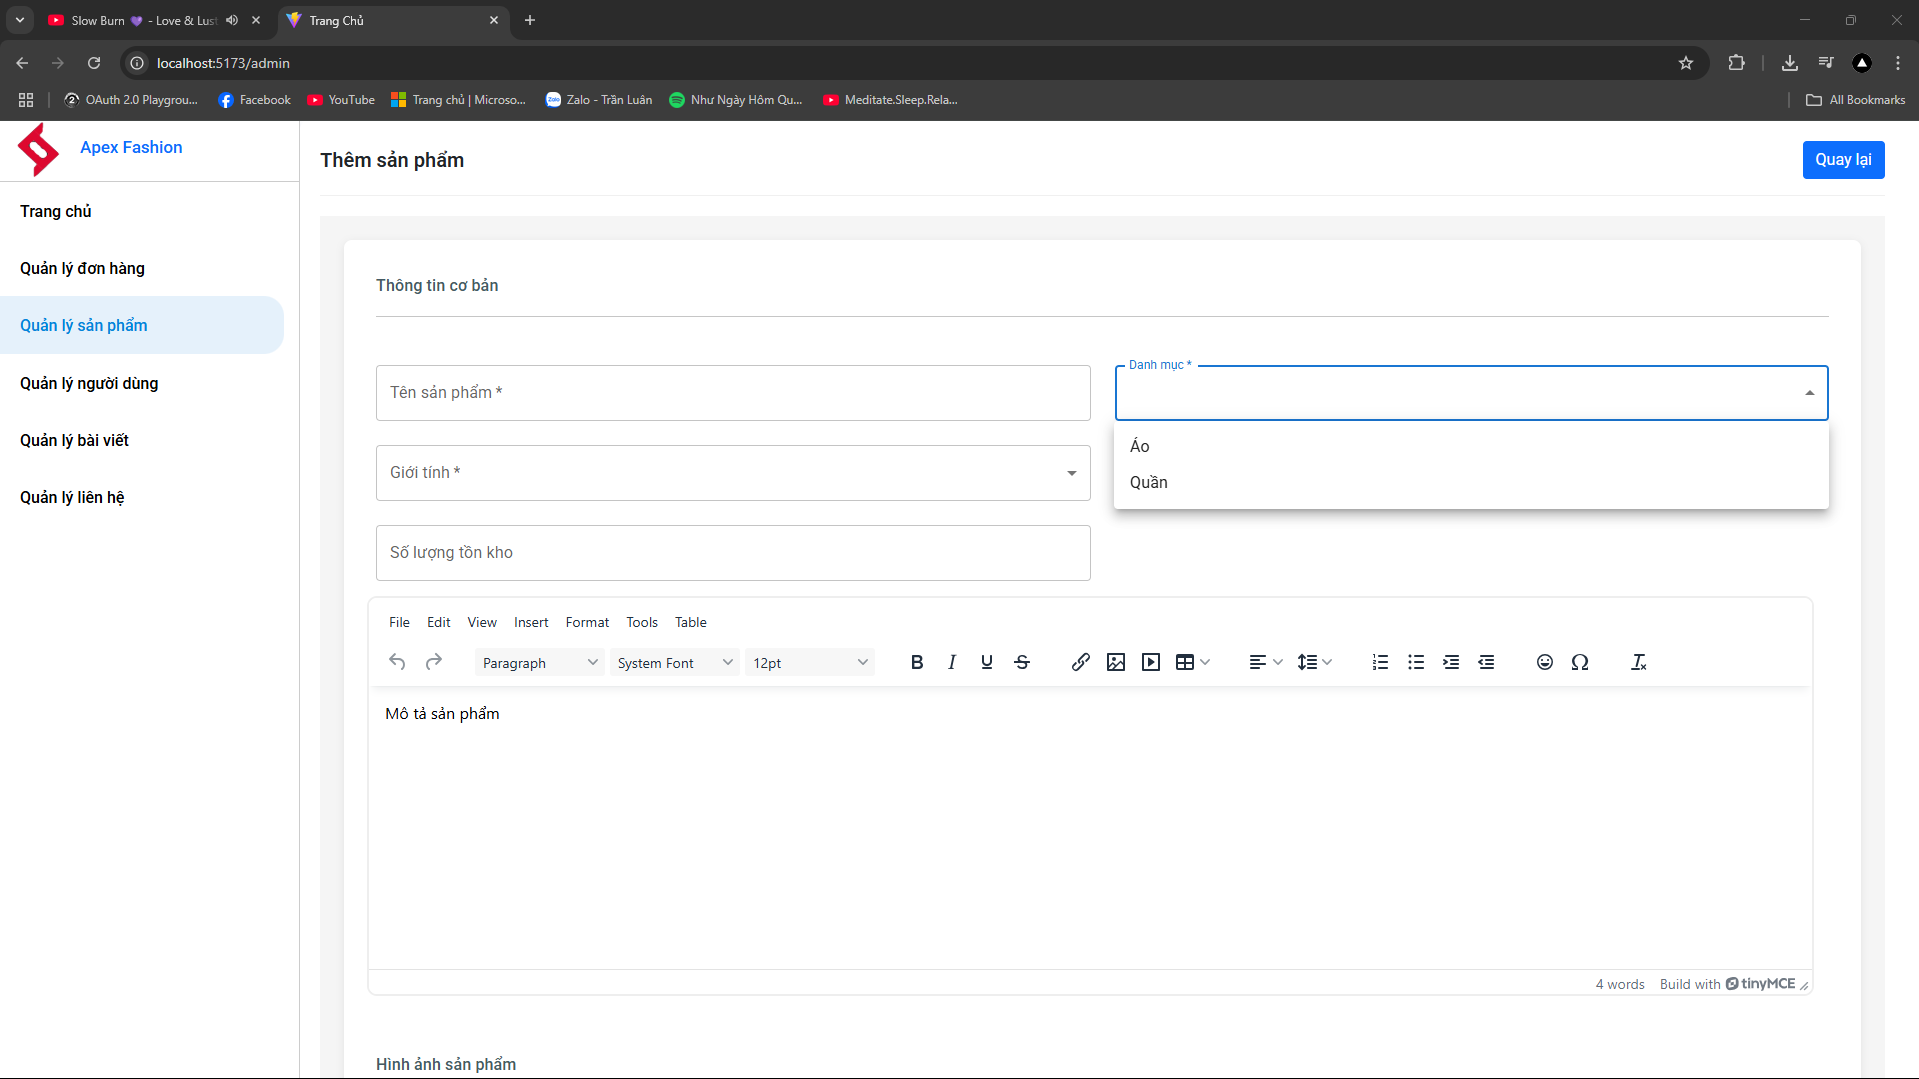 Slow Burn 💜 - Love & Lust
Trang Chủ
localhost:5173/admin
OAuth 2.0 Playgrou...
Facebook
YouTube
Trang chủ | Microso...
Zalo - Trần Luân
Như Ngày Hôm Qu...
Meditate.Sleep.Rela...
All Bookmarks
Apex Fashion
Thêm sản phẩm
Quay lại
Trang chủ
Quản lý đơn hàng
Quản lý sản phẩm
Quản lý người dùng
Quản lý bài viết
Quản lý liên hệ
Thông tin cơ bản
Tên sản phẩm *
Danh mục *
Áo
Quần
Giới tính *
Số lượng tồn kho
File Edit View Insert Format Tools Table
Paragraph System Font 12pt
Mô tả sản phẩm
4 words Build with tinyMCE
Hình ảnh sản phẩm